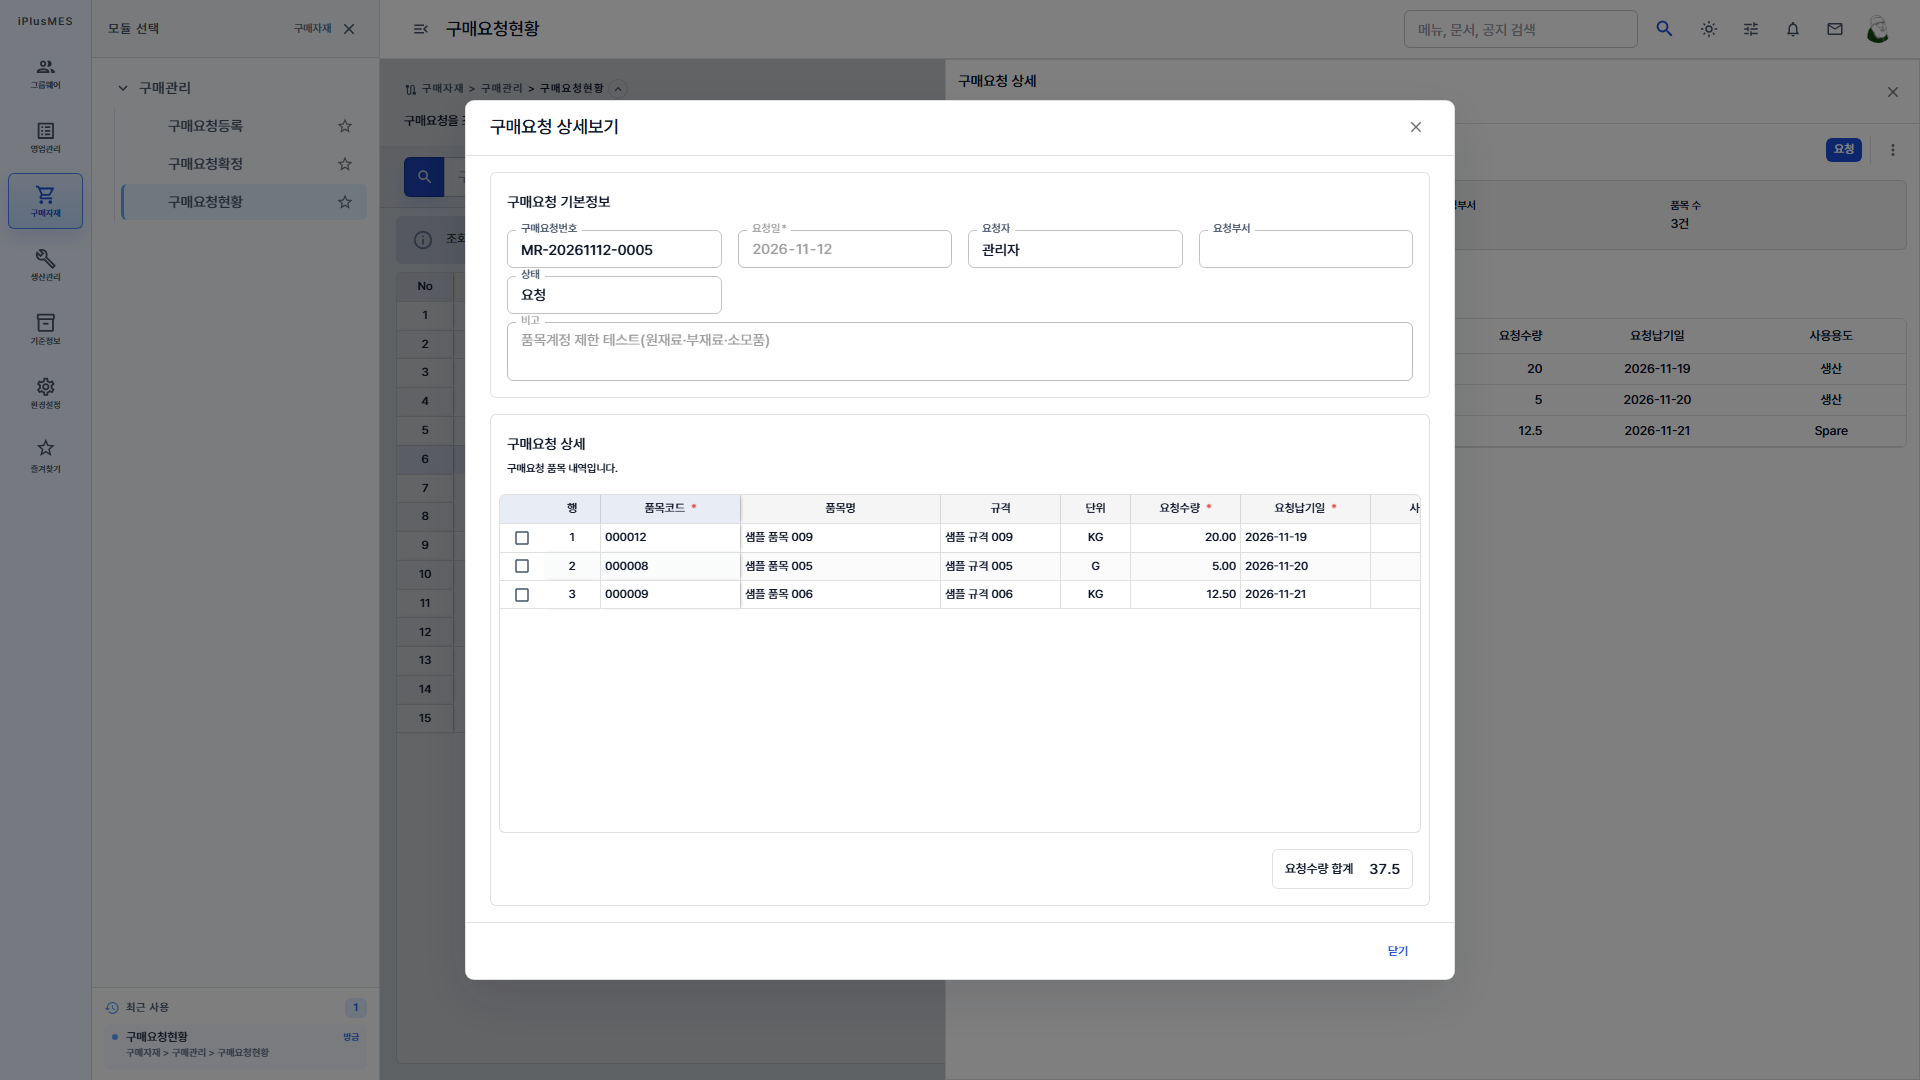 iPlusMES
그룹웨어
영업관리
구매자재
생산관리
기준정보
환경설정
즐겨찾기
모듈 선택
구매자재
구매관리
구매요청등록
구매요청확정
구매요청현황
최근 사용
1
구매요청현황
방금
구매자재 > 구매관리 > 구매요청현황
구매요청현황
메뉴, 문서, 공지 검색
구매자재 > 구매관리 > 구매요청현황
구매요청을
조회
No
1
2
3
4
5
6
7
8
9
10
11
12
13
14
15
구매요청 상세
요청
품목 수
3건
요청수량 요청납기일 사용용도
20 2026-11-19 생산
5 2026-11-20 생산
12.5 2026-11-21 Spare
구매요청 상세보기
구매요청 기본정보
구매요청번호
MR-20261112-0005
요청일*
2026-11-12
요청자
관리자
요청부서
상태
요청
비고
품목계정 제한 테스트(원재료·부재료·소모품)
구매요청 상세
구매요청 품목 내역입니다.
행 품목코드 * 품목명 규격 단위 요청수량 * 요청납기일 * 사
1 000012 샘플 품목 009 샘플 규격 009 KG 20.00 2026-11-19
2 000008 샘플 품목 005 샘플 규격 005 G 5.00 2026-11-20
3 000009 샘플 품목 006 샘플 규격 006 KG 12.50 2026-11-21
요청수량 합계 37.5
닫기